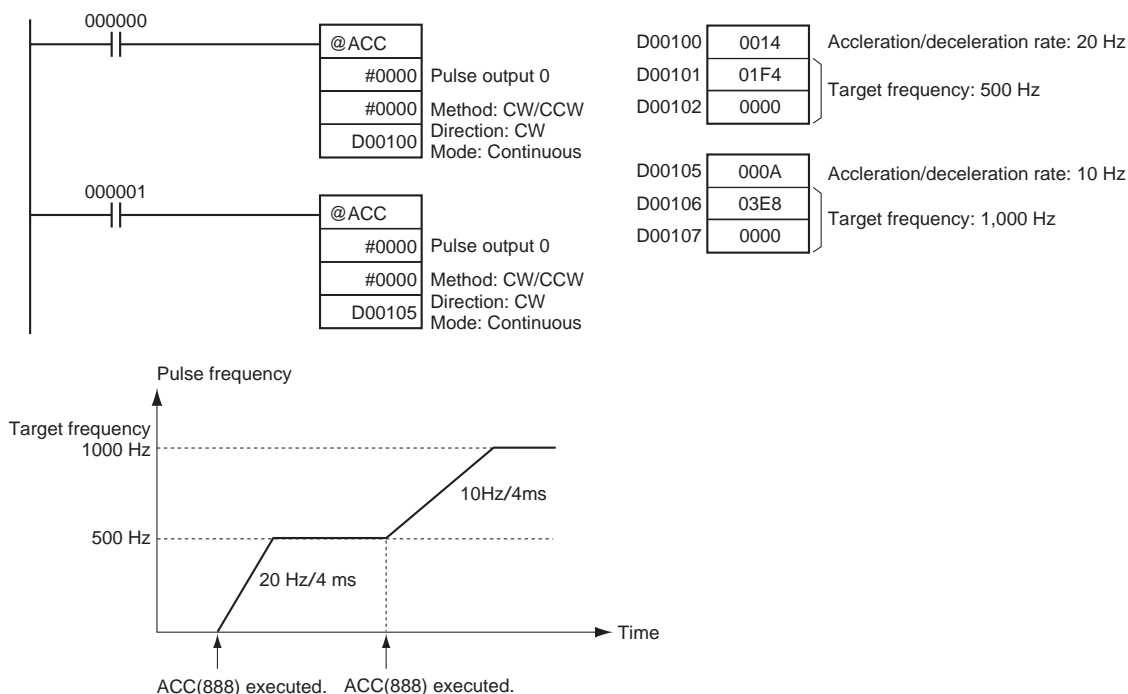 000000
@ACC
#0000 Pulse output 0
#0000 Method: CW/CCW
Direction: CW
D00100
Mode: Continuous
000001
@ACC
#0000 Pulse output 0
#0000 Method: CW/CCW
Direction: CW
D00105
Mode: Continuous
D00100 0014 Accleration/deceleration rate: 20 Hz
D00101 01F4
Target frequency: 500 Hz
D00102 0000
D00105 000A Accleration/deceleration rate: 10 Hz
D00106 03E8
Target frequency: 1,000 Hz
D00107 0000
Pulse frequency
Target frequency
1000 Hz
10Hz/4ms
500 Hz
20 Hz/4 ms
Time
ACC(888) executed. ACC(888) executed.